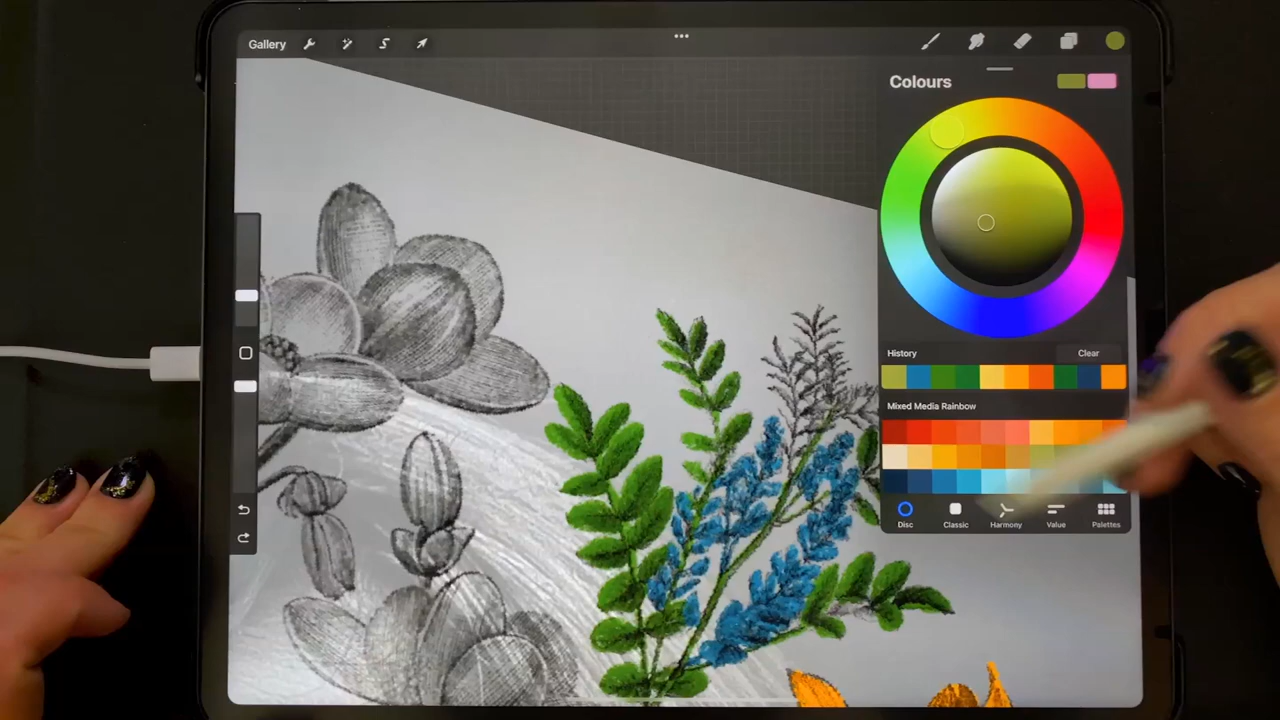 Gallery
Colours
History
Clear
Mixed Media Rainbow
Disc
Classic
Harmony
Value
Palettes